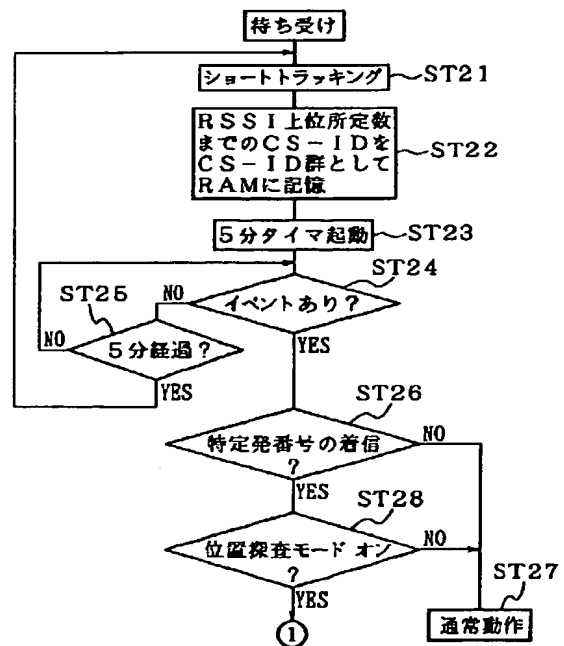 待ち受け
ショートトラッキング
ST21
RSSI上位所定数
までのCS-IDを
CS-ID群として
RAMに記憶
ST22
5分タイマ起動
ST23
ST24
イベントあり?
NO
YES
ST25
5分経過?
NO
YES
ST26
特定発番号の着信
?
NO
YES
ST28
位置探査モード オン
?
NO
YES
ST27
通常動作
1